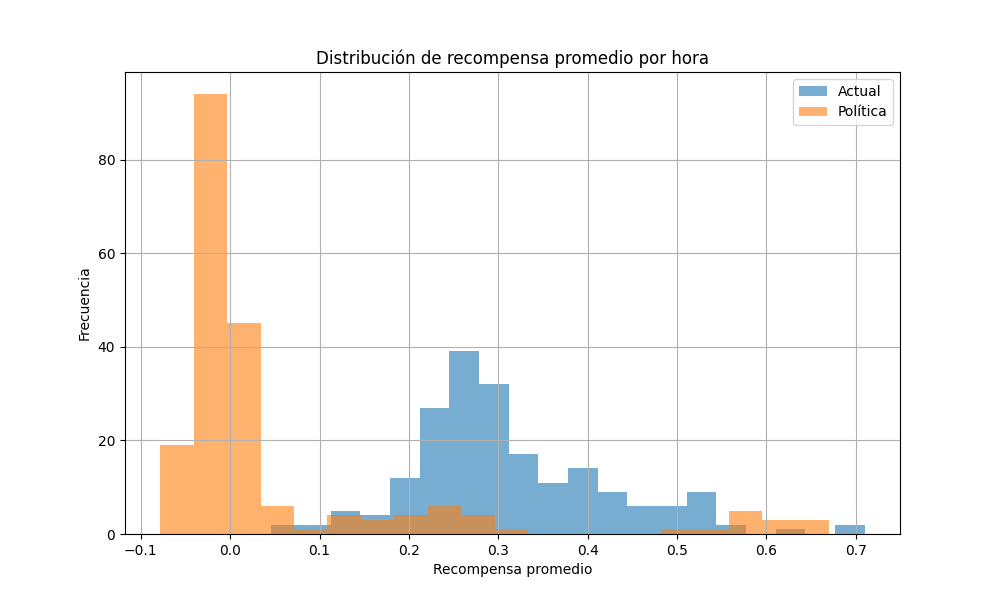 Distribución de recompensa promedio por hora
Actual
Política
Frecuencia
80
60
40
20
0
−0.1 0.0 0.1 0.2 0.3 0.4 0.5 0.6 0.7
Recompensa promedio